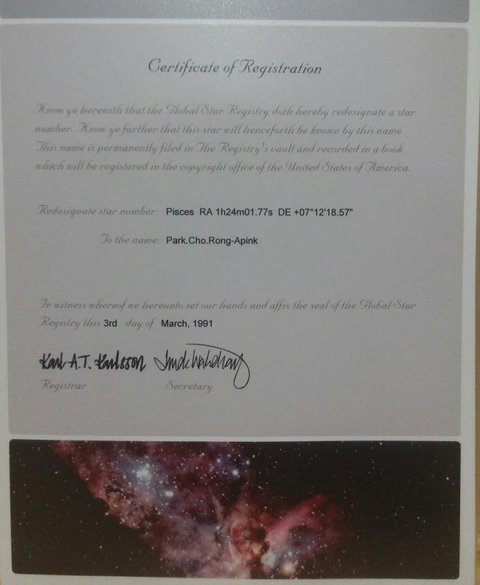 Certificate of Registration
Know ye herewith that the Global Star Registry doth hereby redesignate a star
number. Know ye further that this star will henceforth be known by this name.
This name is permanently filed in The Registry's vault and recorded in a book
which will be registered in the copyright office of the United States of America.
Redesignate star number: Pisces RA 1h24m01.77s DE +07°12'18.57"
To the name: Park.Cho.Rong-Apink
In witness whereof we hereunto set our hands and affix the seal of the Global Star
Registry this 3rd day of March, 1991
Karl A.T. Karlsson
Registrar Secretary